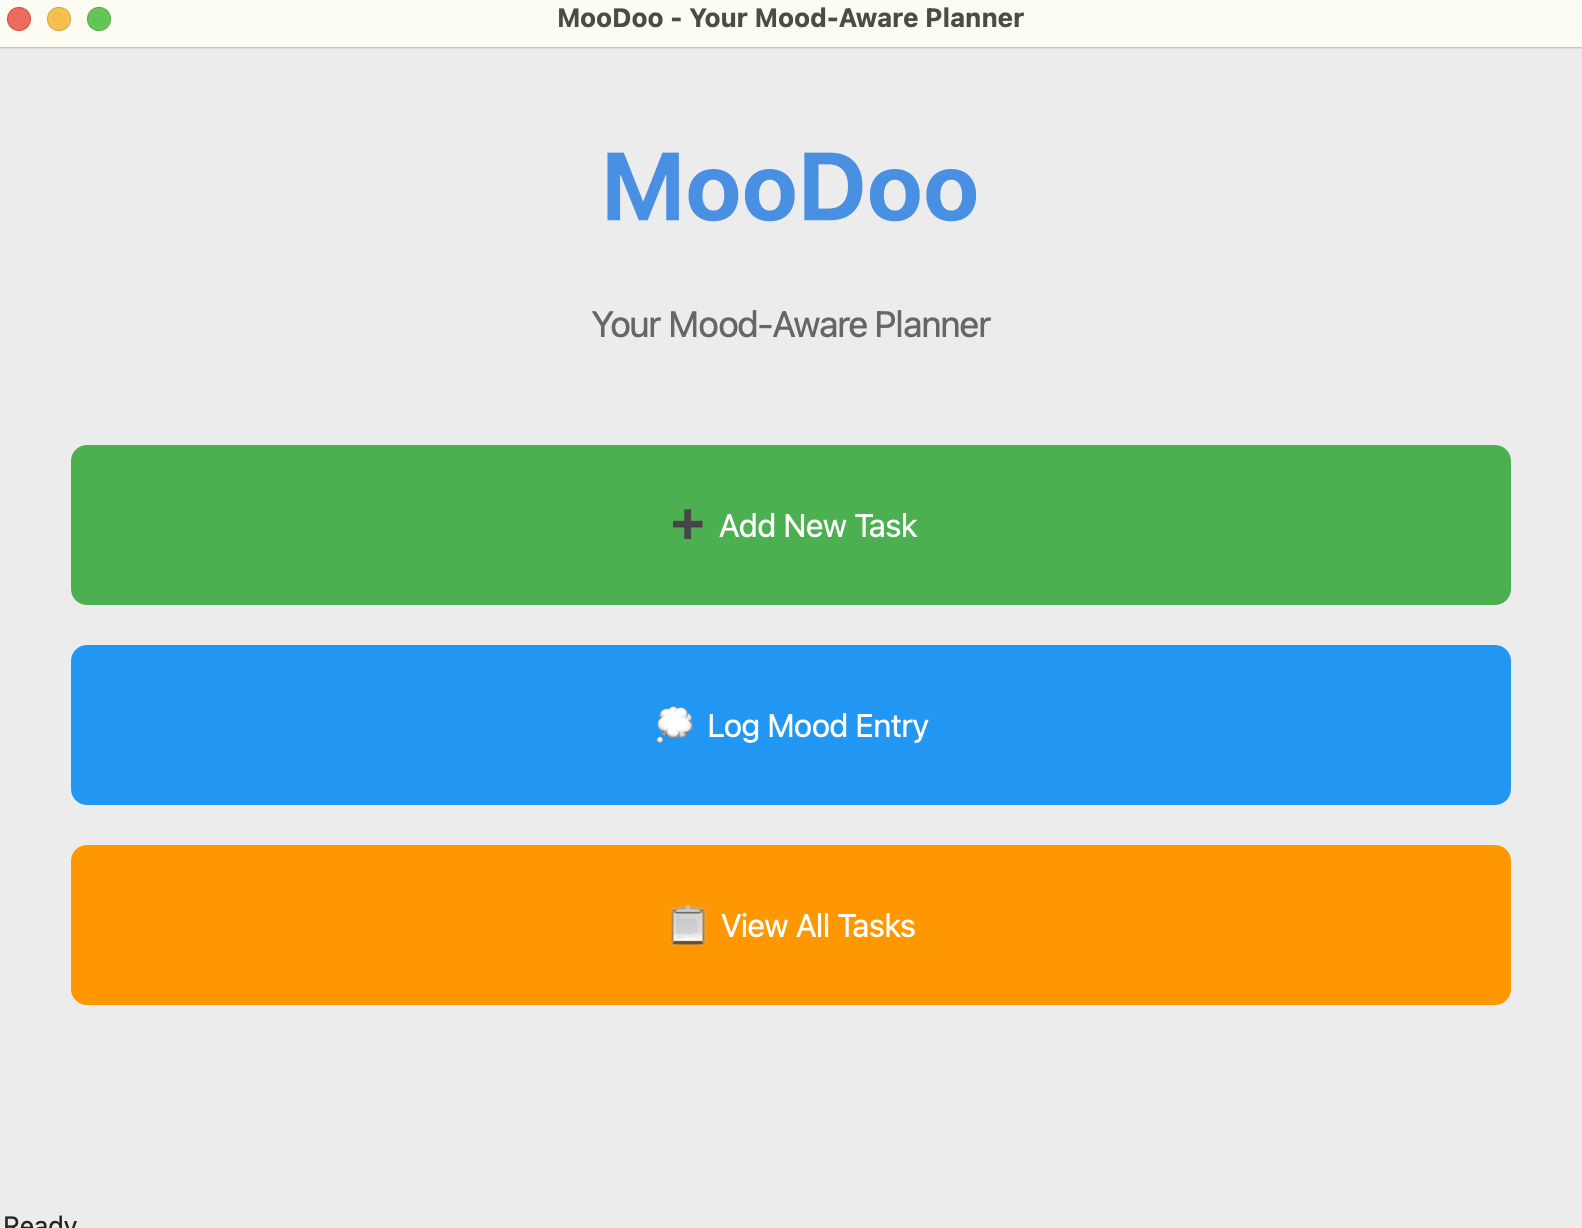 MooDoo - Your Mood-Aware Planner
MooDoo
Your Mood-Aware Planner
➕ Add New Task
💭 Log Mood Entry
📋 View All Tasks
Ready